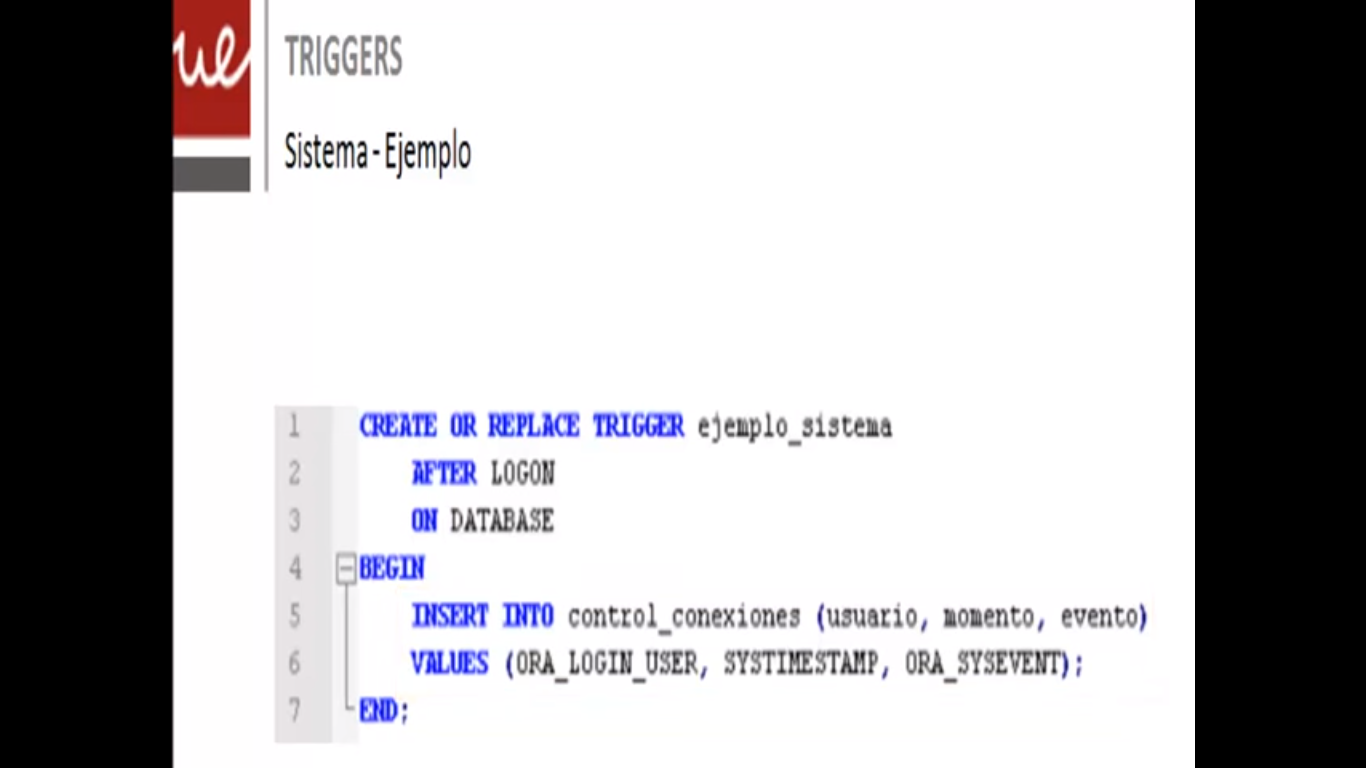 ue
TRIGGERS
Sistema - Ejemplo
1 CREATE OR REPLACE TRIGGER ejemplo_sistema
2 AFTER LOGON
3 ON DATABASE
4 BEGIN
5 INSERT INTO control_conexiones (usuario, momento, evento)
6 VALUES (ORA_LOGIN_USER, SYSTIMESTAMP, ORA_SYSEVENT);
7 END;